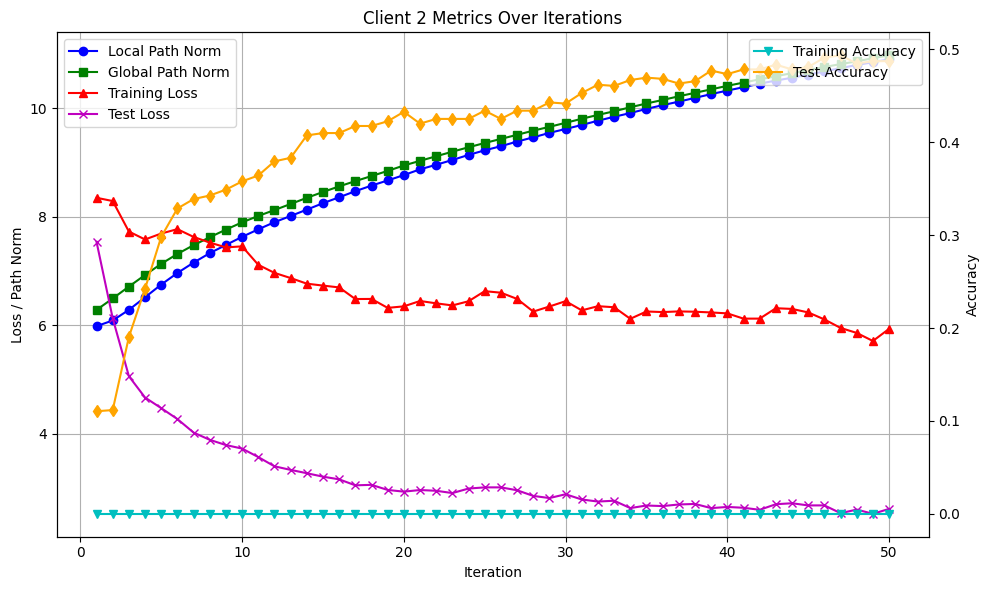 Client 2 Metrics Over Iterations
Local Path Norm
Global Path Norm
Training Loss
Test Loss
Training Accuracy
Test Accuracy
Loss / Path Norm
10
8
6
4
0.5
0.4
0.3
0.2
0.1
0.0
Accuracy
0 10 20 30 40 50
Iteration